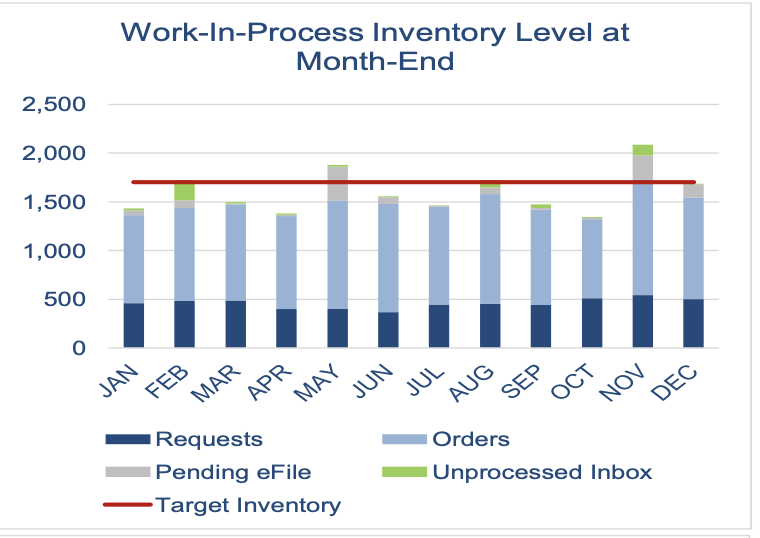 Work-In-Process Inventory Level at
Month-End
2,500
2,000
1,500
1,000
500
0
JAN FEB MAR APR MAY JUN JUL AUG SEP OCT NOV DEC
Requests Orders
Pending eFile Unprocessed Inbox
Target Inventory